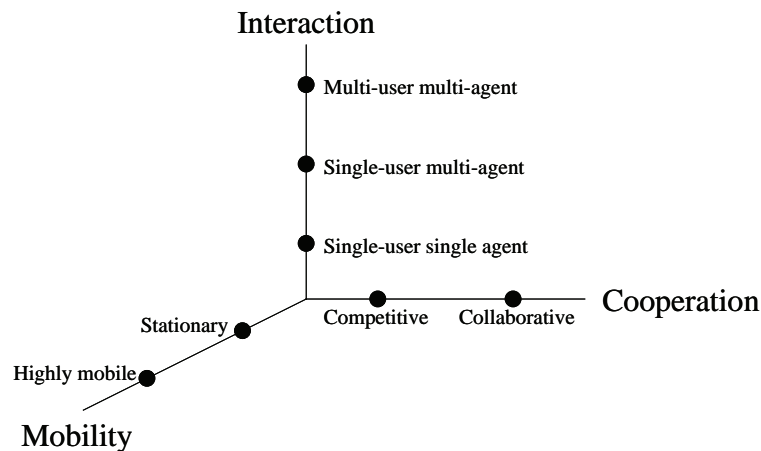 Interaction
Multi-user multi-agent
Single-user multi-agent
Single-user single agent
Cooperation
Competitive
Collaborative
Stationary
Highly mobile
Mobility